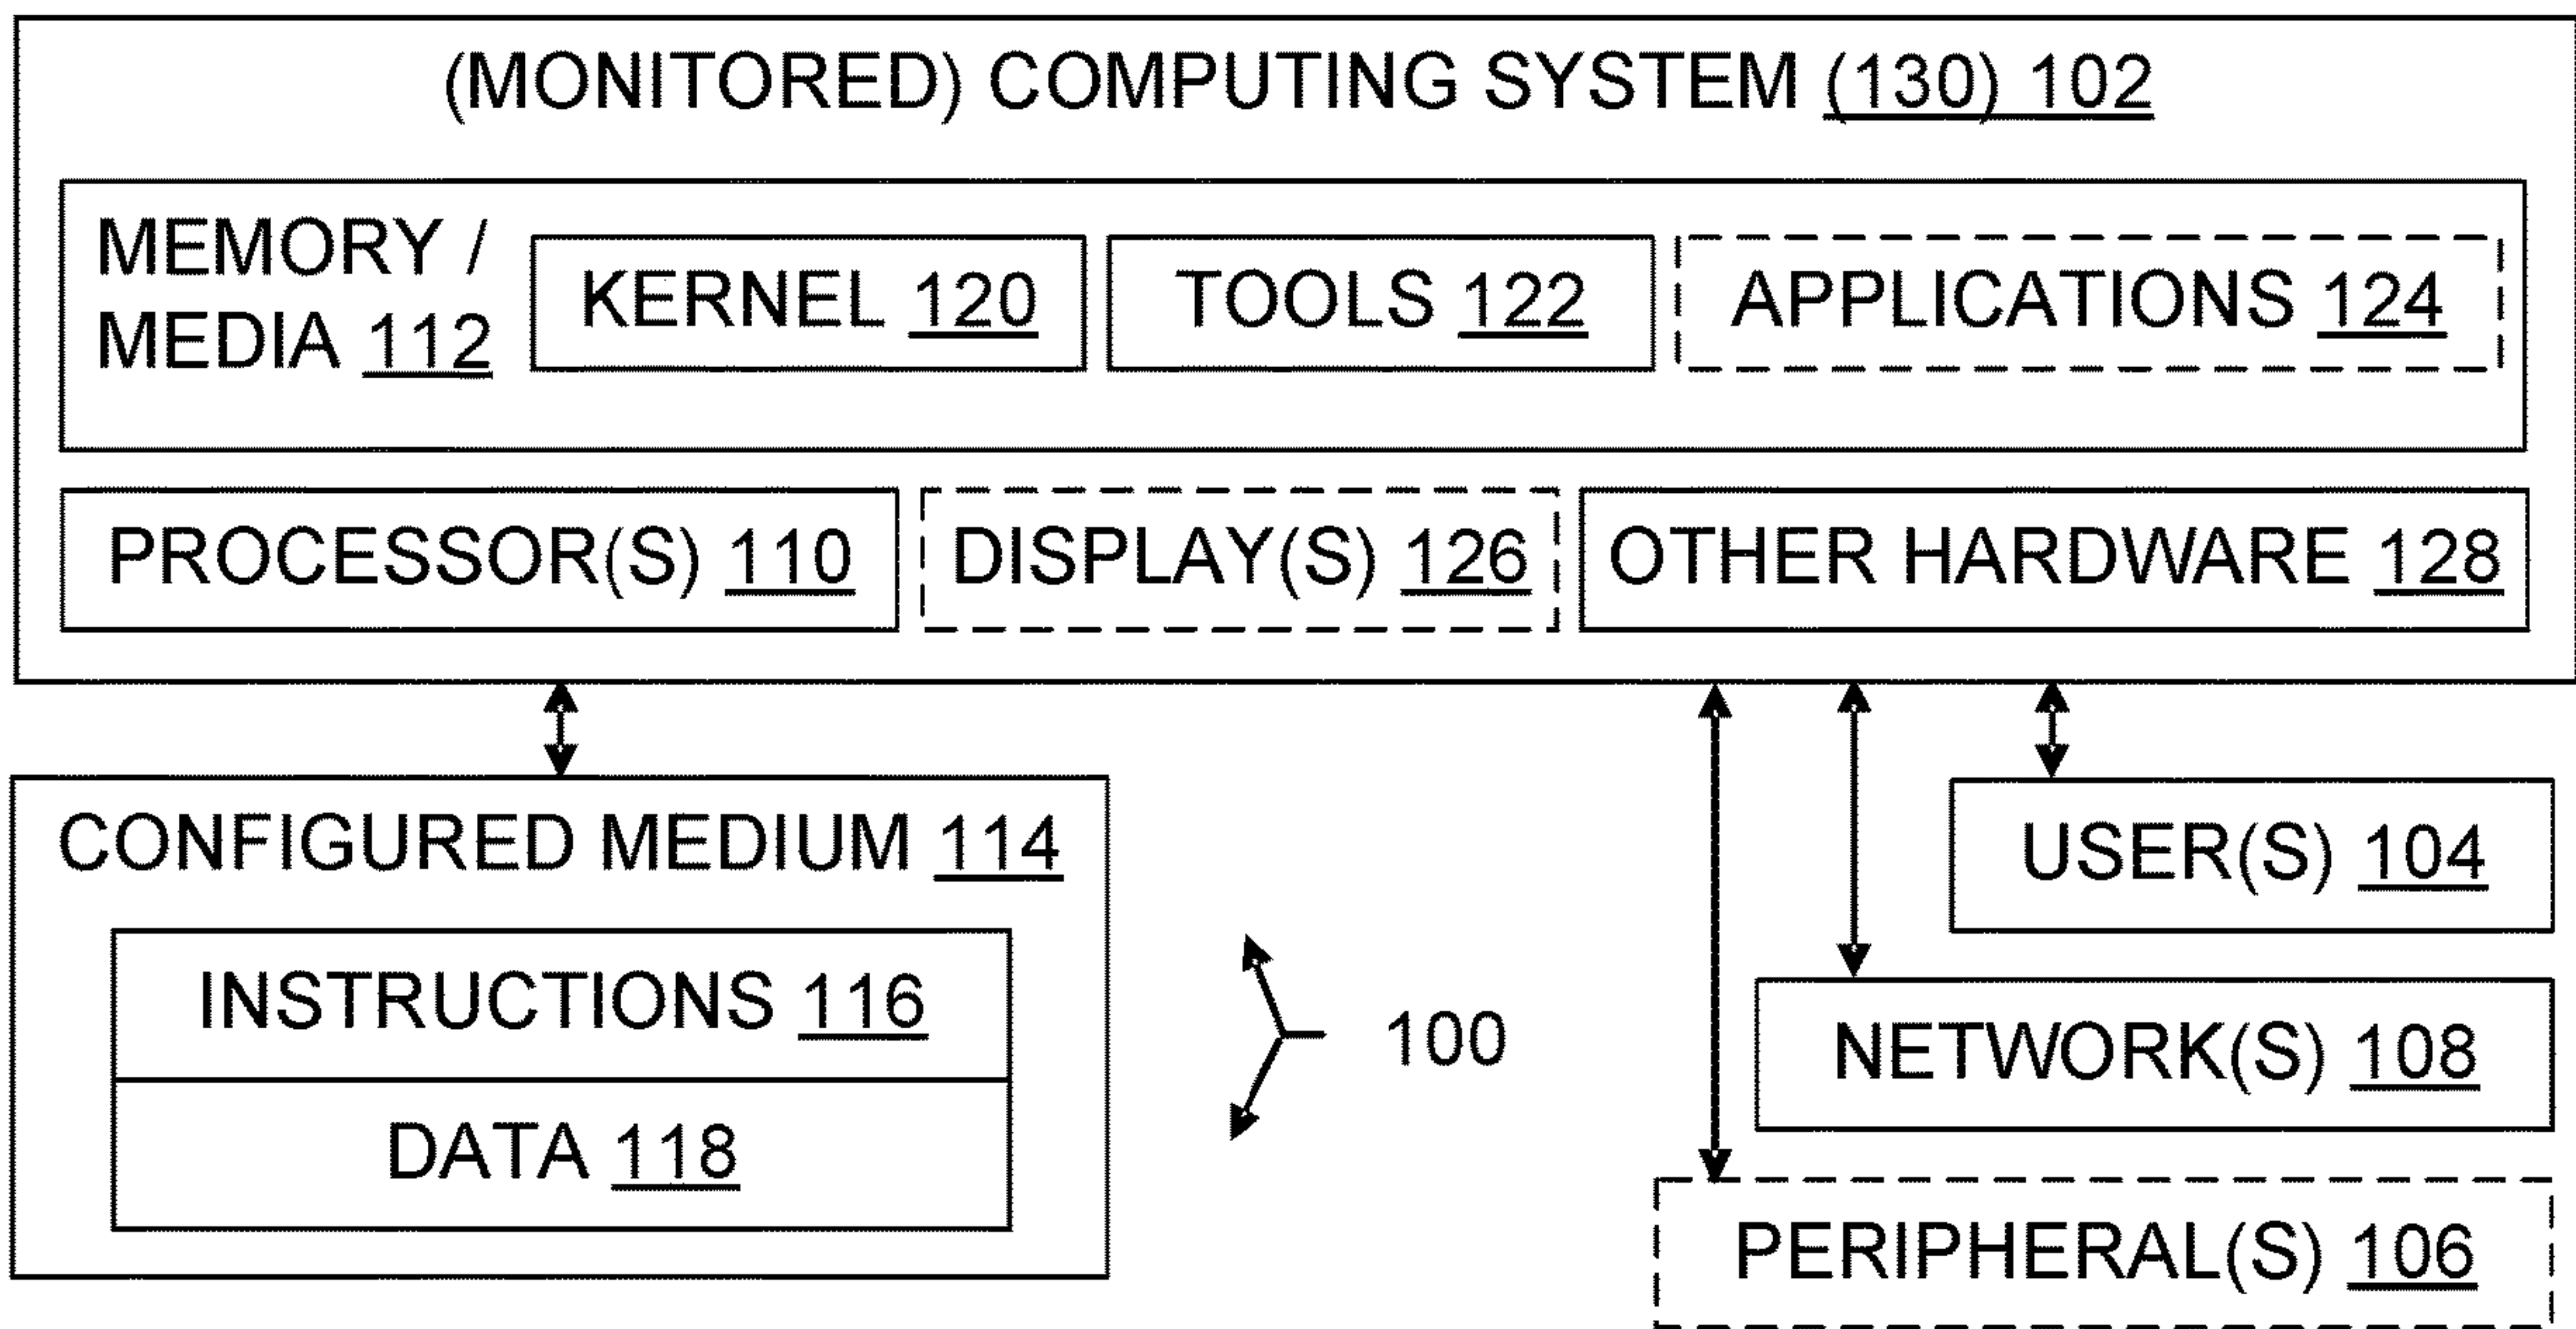 (MONITORED) COMPUTING SYSTEM (130) 102
MEMORY /
MEDIA 112
KERNEL 120
TOOLS 122
APPLICATIONS 124
PROCESSOR(S) 110
DISPLAY(S) 126
OTHER HARDWARE 128
CONFIGURED MEDIUM 114
INSTRUCTIONS 116
DATA 118
100
USER(S) 104
NETWORK(S) 108
PERIPHERAL(S) 106